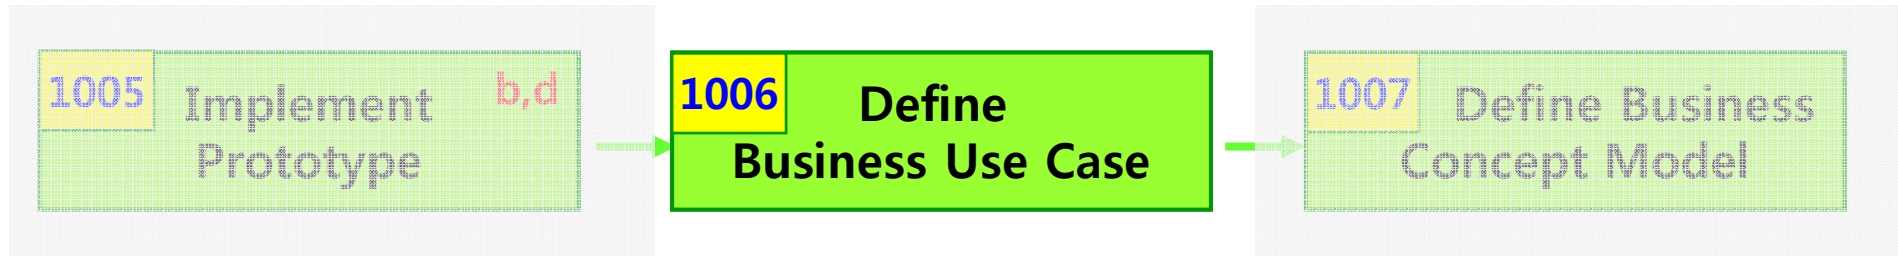 1005
Implement
Prototype
b,d
1006
Define
Business Use Case
1007
Define Business
Concept Model